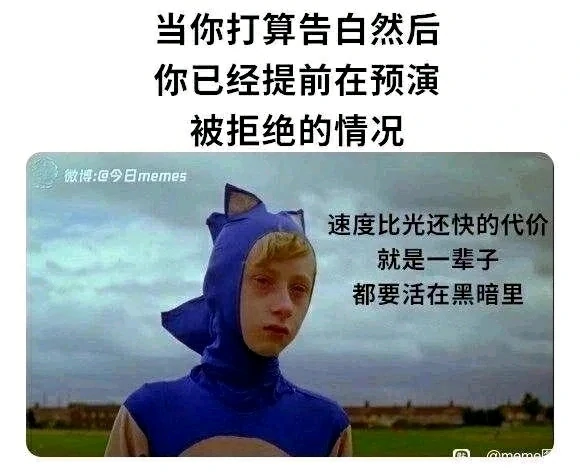 当你打算告白然后
你已经提前在预演
被拒绝的情况
微博:@今日memes
速度比光还快的代价
就是一辈子
都要活在黑暗里